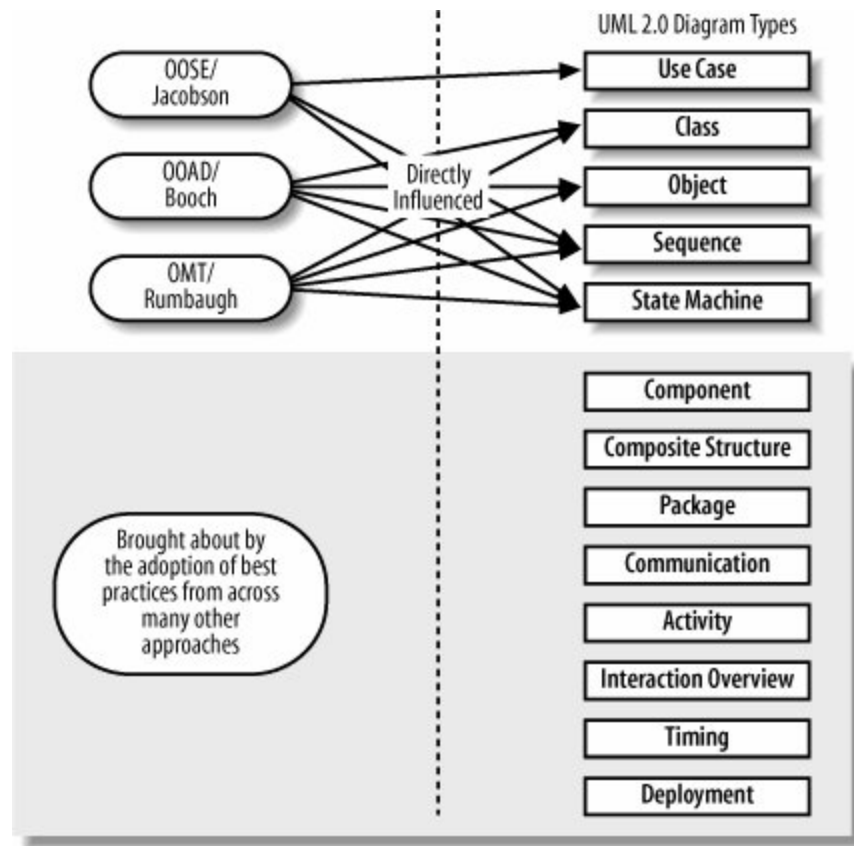 UML 2.0 Diagram Types
OOSE/
Jacobson
OOAD/
Booch
OMT/
Rumbaugh
Directly
Influenced
Use Case
Class
Object
Sequence
State Machine
Brought about by
the adoption of best
practices from across
many other
approaches
Component
Composite Structure
Package
Communication
Activity
Interaction Overview
Timing
Deployment